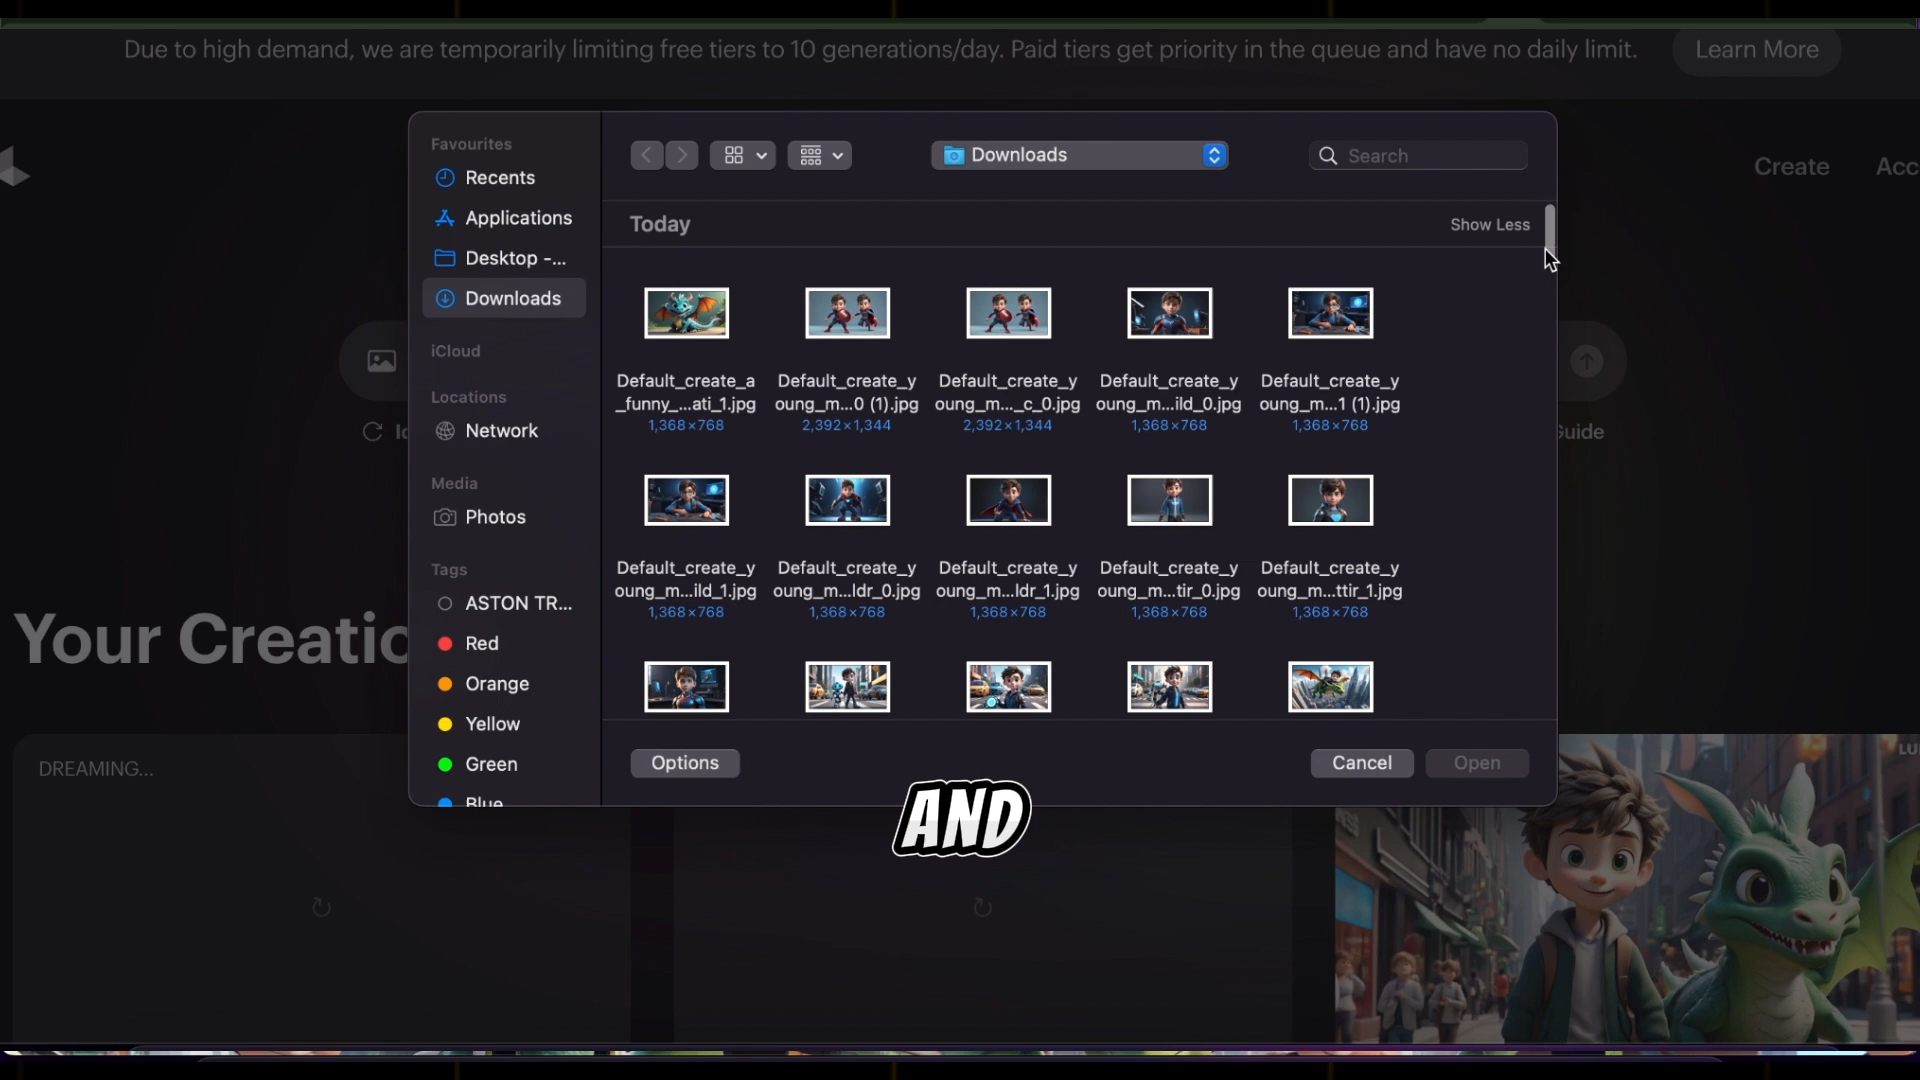 Due to high demand, we are temporarily limiting free tiers to 10 generations/day. Paid tiers get priority in the queue and have no daily limit.
Learn More
Create
Acc
Favourites
Recents
Applications
Desktop -...
Downloads
iCloud
Locations
Network
Media
Photos
Tags
ASTON TR...
Red
Orange
Yellow
Green
Blue
Downloads
Search
Today
Show Less
Default_create_a
_funny_...ati_1.jpg
1,368×768
Default_create_y
oung_m...0 (1).jpg
2,392×1,344
Default_create_y
oung_m..._c_0.jpg
2,392×1,344
Default_create_y
oung_m...ild_0.jpg
1,368×768
Default_create_y
oung_m...1 (1).jpg
1,368×768
Default_create_y
oung_m...ild_1.jpg
1,368×768
Default_create_y
oung_m...ldr_0.jpg
1,368×768
Default_create_y
oung_m...ldr_1.jpg
1,368×768
Default_create_y
oung_m...tir_0.jpg
1,368×768
Default_create_y
oung_m...ttir_1.jpg
1,368×768
Options
Cancel
Open
Guide
Your Creatio
DREAMING...
LU
AND